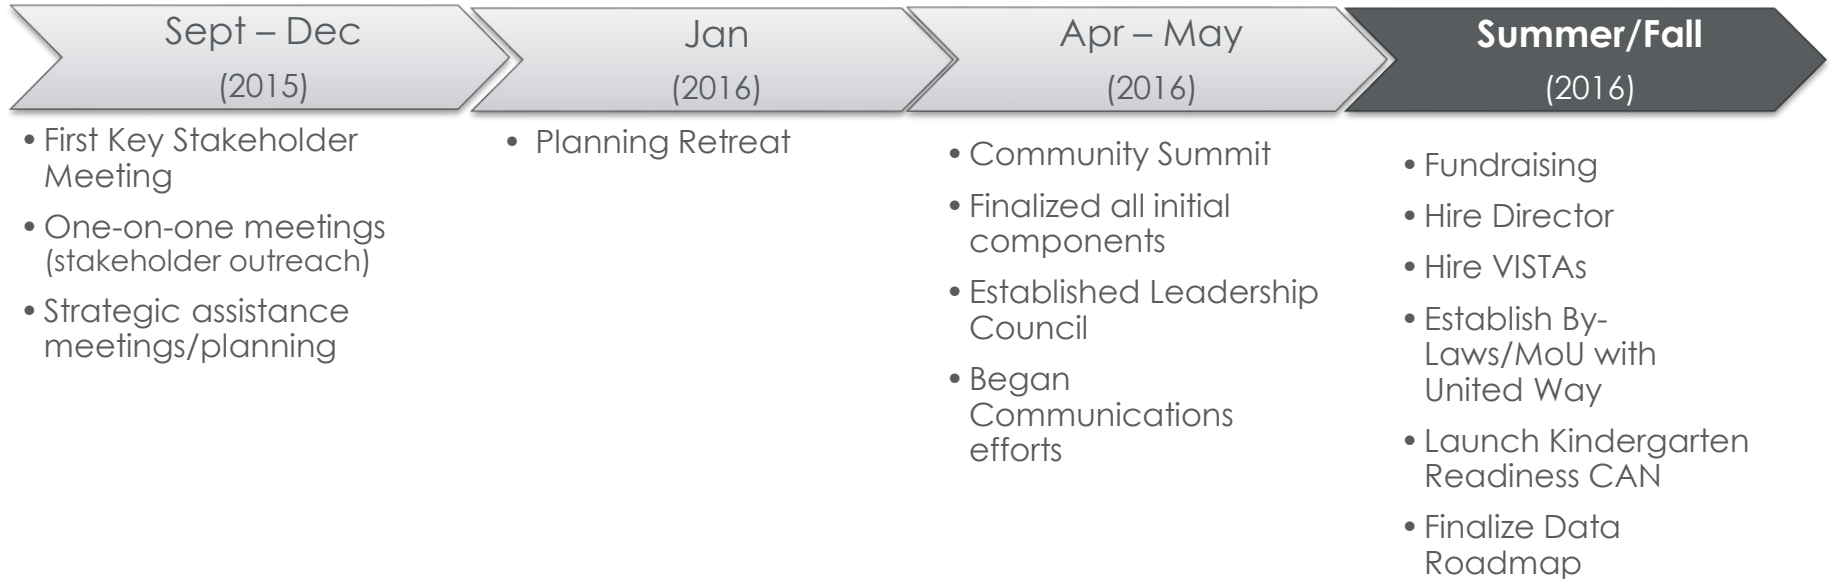 Sept – Dec
(2015)
• First Key Stakeholder
Meeting
• One-on-one meetings
(stakeholder outreach)
• Strategic assistance
meetings/planning
Jan
(2016)
• Planning Retreat
Apr – May
(2016)
• Community Summit
• Finalized all initial
components
• Established Leadership
Council
• Began
Communications
efforts
Summer/Fall
(2016)
• Fundraising
• Hire Director
• Hire VISTAs
• Establish By-
Laws/MoU with
United Way
• Launch Kindergarten
Readiness CAN
• Finalize Data
Roadmap